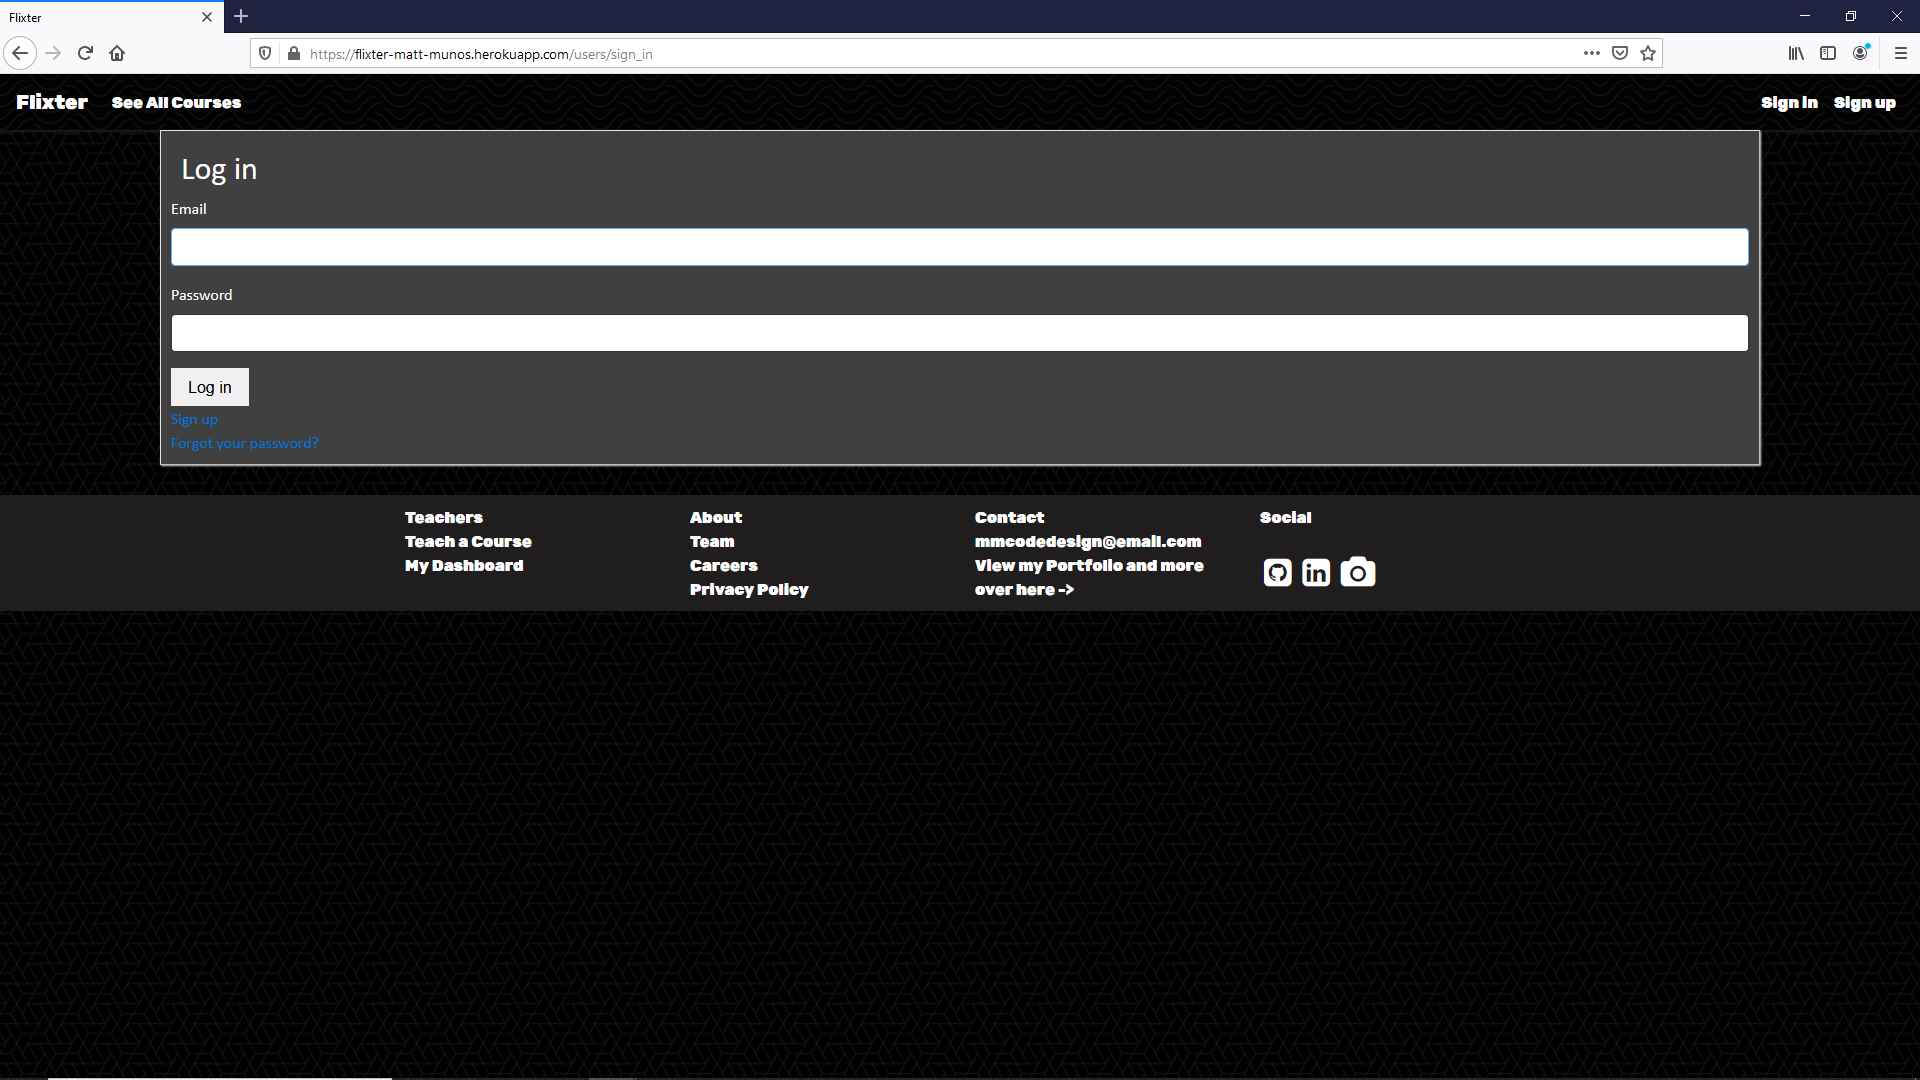 Flixter
https://flixter-matt-munos.herokuapp.com/users/sign_in
Flixter See All Courses Sign in Sign up
Log in
Email
Password
Log in
Sign up
Forgot your password?
Teachers
Teach a Course
My Dashboard
About
Team
Careers
Privacy Policy
Contact
mmcodedesign@email.com
View my Portfolio and more
over here ->
Social
in